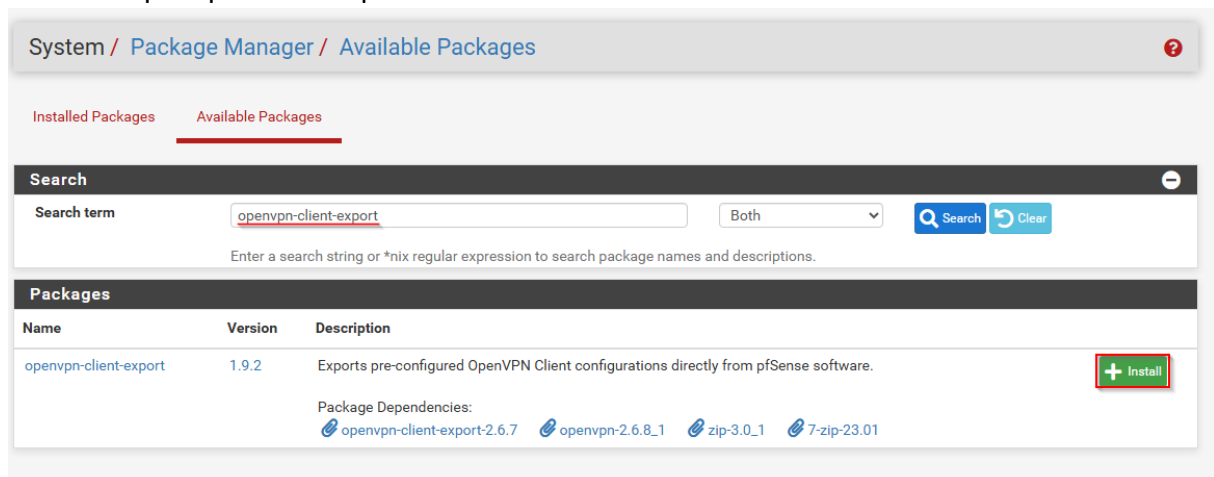 System / Package Manager / Available Packages
Installed Packages Available Packages
Search
Search term openvpn-client-export Both Search Clear
Enter a search string or *nix regular expression to search package names and descriptions.
Packages
Name Version Description
openvpn-client-export 1.9.2 Exports pre-configured OpenVPN Client configurations directly from pfSense software. Install
Package Dependencies:
openvpn-client-export-2.6.7 openvpn-2.6.8_1 zip-3.0_1 7-zip-23.01